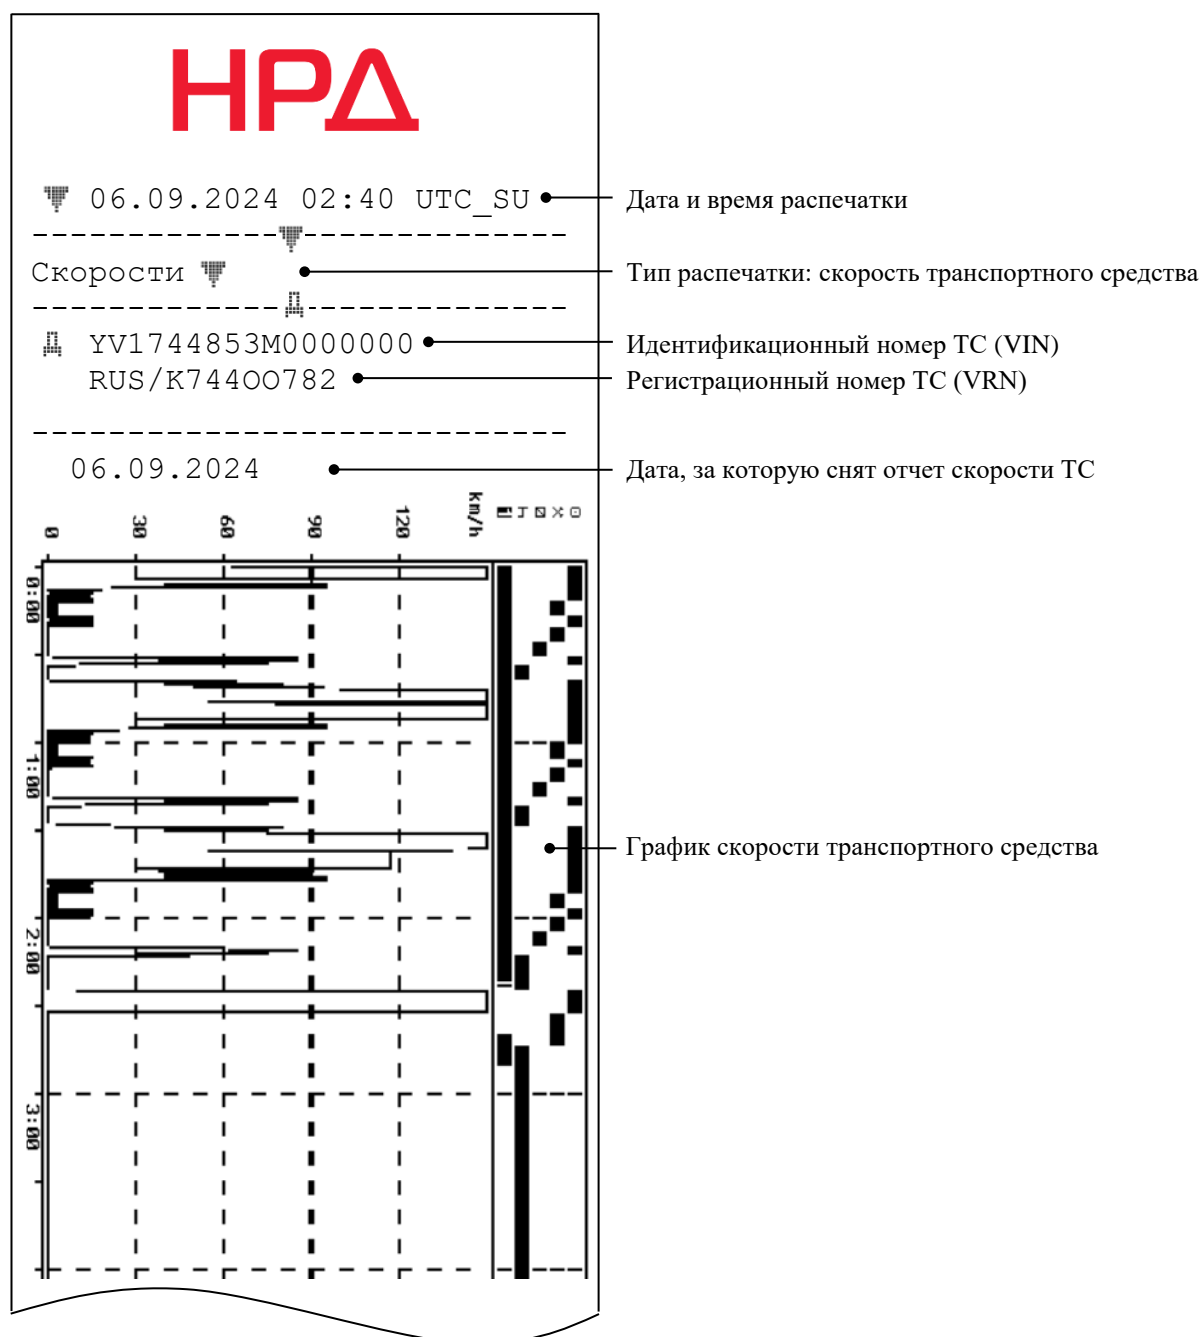 НРД
06.09.2024 02:40 UTC_SU
Дата и время распечатки
Скорости
Тип распечатки: скорость транспортного средства
Д
Д YV1744853M0000000
Идентификационный номер ТС (VIN)
RUS/K744OO782
Регистрационный номер ТС (VRN)
06.09.2024
Дата, за которую снят отчет скорости ТС
0 30 60 90 120 km/h
0:00
1:00
График скорости транспортного средства
2:00
3:00